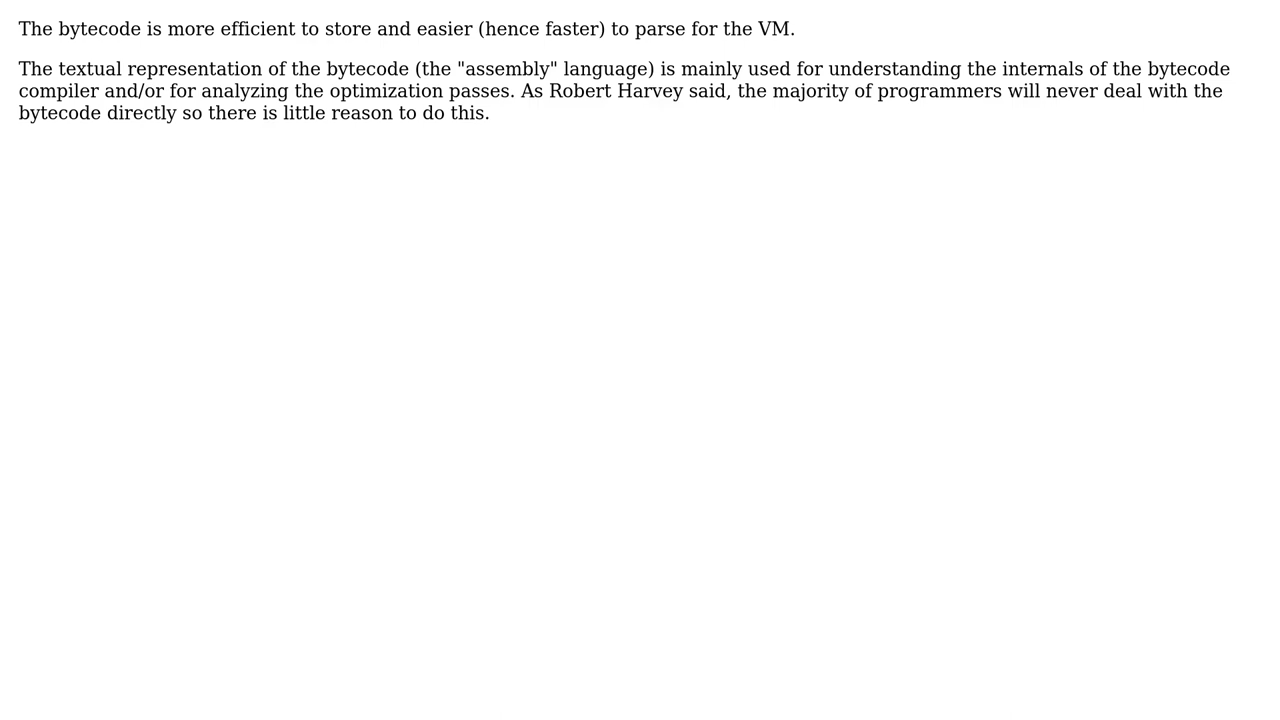 The bytecode is more efficient to store and easier (hence faster) to parse for the VM.
The textual representation of the bytecode (the "assembly" language) is mainly used for understanding the internals of the bytecode
compiler and/or for analyzing the optimization passes. As Robert Harvey said, the majority of programmers will never deal with the
bytecode directly so there is little reason to do this.